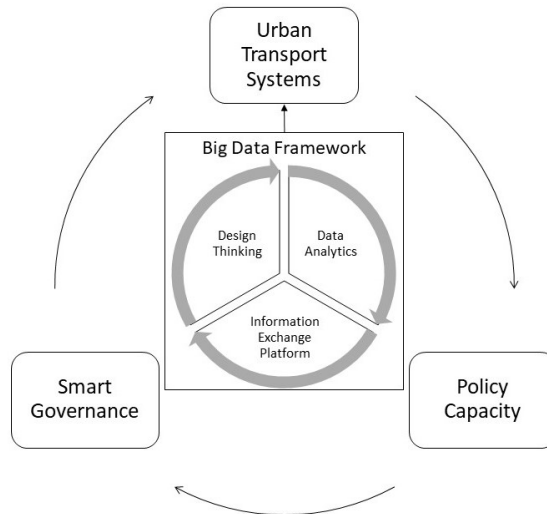 Urban
Transport
Systems
Big Data Framework
Design
Thinking
Data
Analytics
Information
Exchange
Platform
Smart
Governance
Policy
Capacity